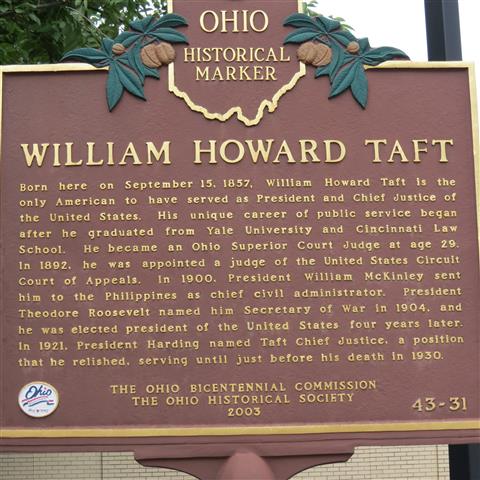 OHIO
HISTORICAL
MARKER
WILLIAM HOWARD TAFT
Born here on September 15, 1857, William Howard Taft is the
only American to have served as President and Chief Justice of
the United States. His unique career of public service began
after he graduated from Yale University and Cincinnati Law
School. He became an Ohio Superior Court Judge at age 29.
In 1892, he was appointed a judge of the United States Circuit
Court of Appeals. In 1900, President William McKinley sent
him to the Philippines as chief civil administrator. President
Theodore Roosevelt named him Secretary of War in 1904, and
he was elected president of the United States four years later.
In 1921, President Harding named Taft Chief Justice, a position
that he relished, serving until just before his death in 1930.
Ohio
THE OHIO BICENTENNIAL COMMISSION
THE OHIO HISTORICAL SOCIETY
2003
43-31